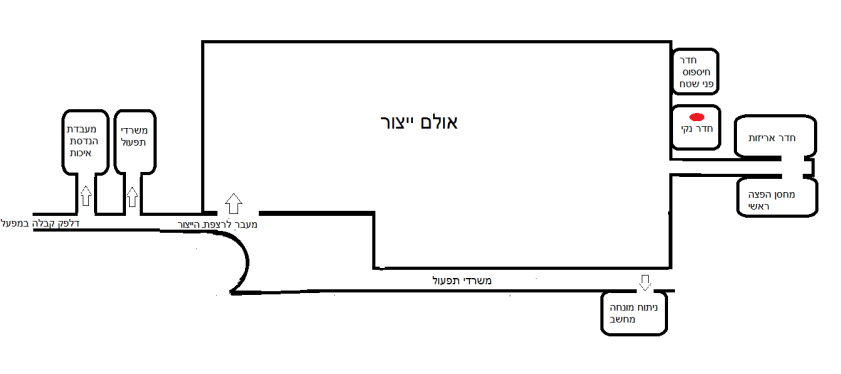 חדר
חיספוס
פני שטח
אולם ייצור
חדר נקי
חדר אריזות
מעבדת
הנדסת
איכות
משרדי
תפעול
מחסן הפצה
ראשי
דלפק קבלה במפעל
מעבר לרצפת הייצור
משרדי תפעול
ניתוח מונחה
מחשב